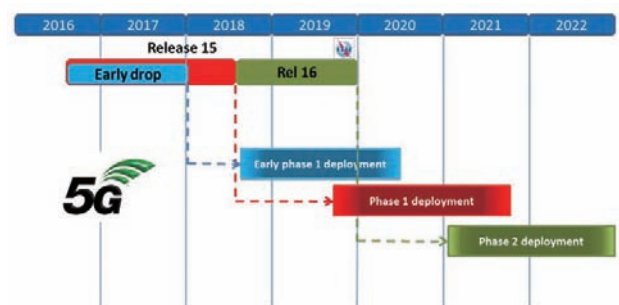 2016 2017 2018 2019 2020 2021 2022
Release 15
Early drop
Rel 16
Early phase 1 deployment
5G
Phase 1 deployment
Phase 2 deployment